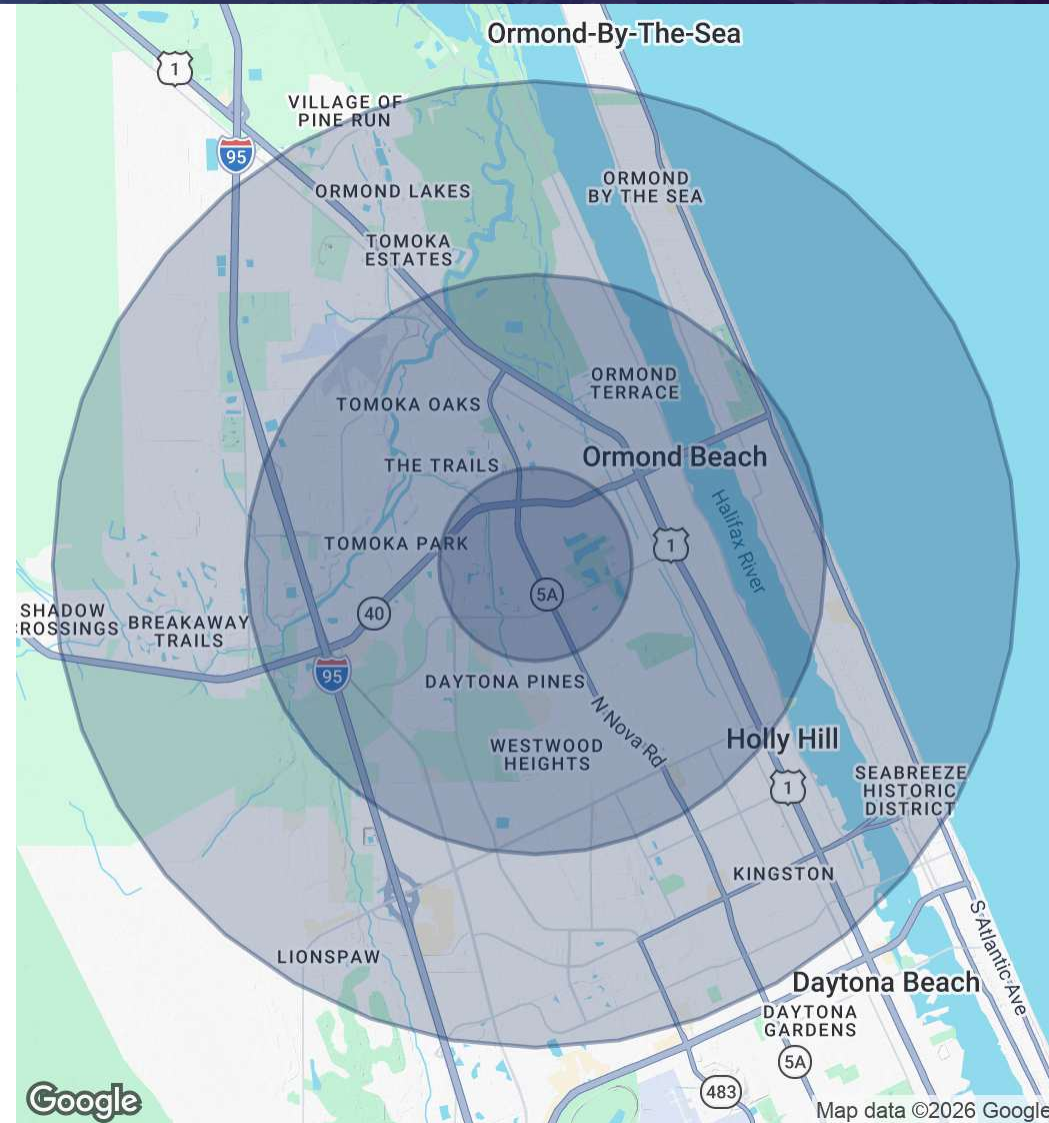 Ormond-By-The-Sea
1
VILLAGE OF
PINE RUN
95
ORMOND LAKES
ORMOND
BY THE SEA
TOMOKA
ESTATES
ORMOND
TERRACE
TOMOKA OAKS
THE TRAILS
Ormond Beach
Halifax River
TOMOKA PARK
1
5A
40
SHADOW
ROSSINGS
BREAKAWAY
TRAILS
95
DAYTONA PINES
N Nova Rd
WESTWOOD
HEIGHTS
Holly Hill
1
SEABREEZE
HISTORIC
DISTRICT
KINGSTON
S Atlantic Ave
LIONSPAW
Daytona Beach
DAYTONA
GARDENS
5A
483
Google
Map data ©2026 Google